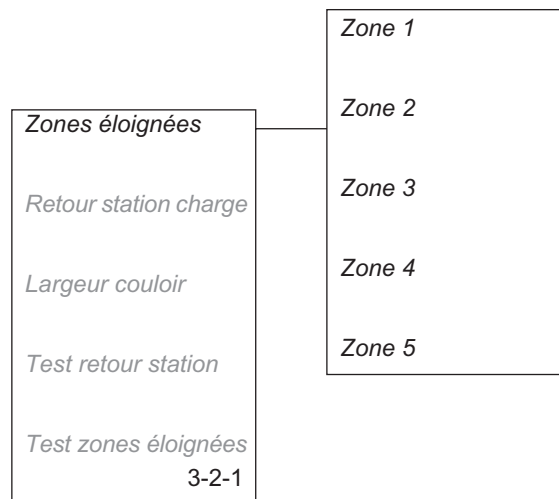 Zones éloignées
Retour station charge
Largeur couloir
Test retour station
Test zones éloignées
3-2-1
Zone 1
Zone 2
Zone 3
Zone 4
Zone 5